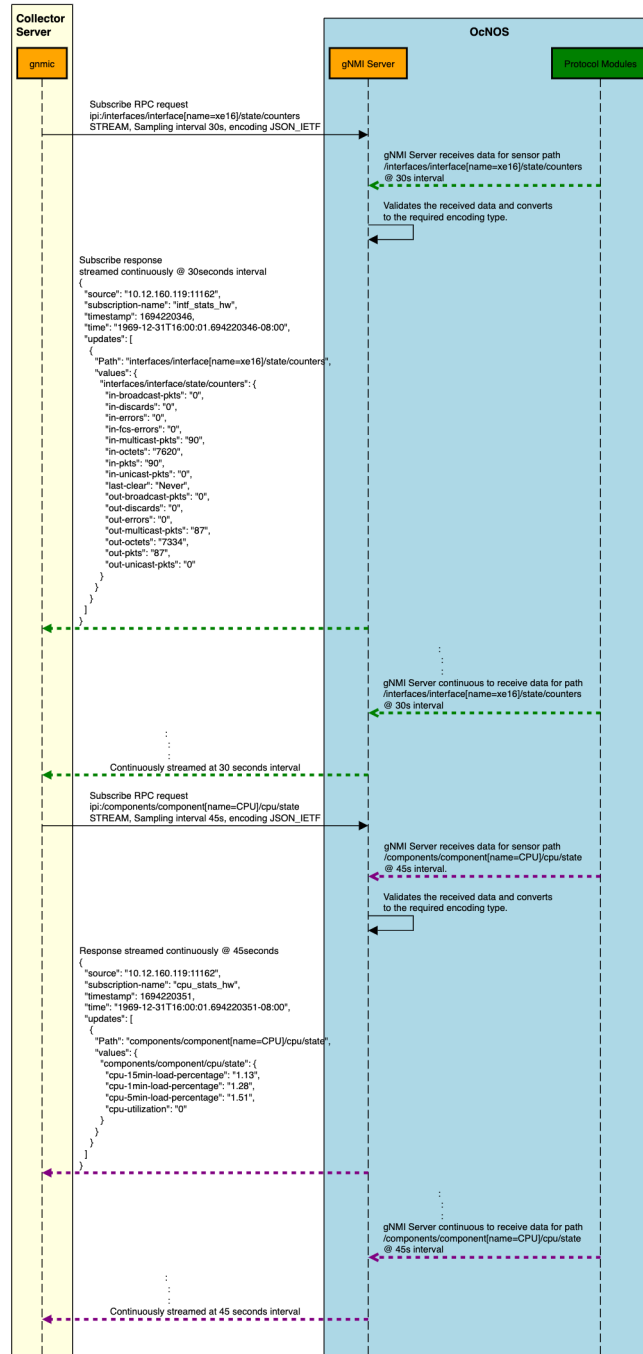 Collector
Server
OcNOS
gnmic
gNMI Server
Protocol Modules
Subscribe RPC request
ipi:/interfaces/interface[name=xe16]/state/counters
STREAM, Sampling interval 30s, encoding JSON_IETF
gNMI Server receives data for sensor path
/interfaces/interface[name=xe16]/state/counters
@ 30s interval
Validates the received data and converts
to the required encoding type.
Subscribe response
streamed continuously @ 30seconds interval
{
"source": "10.12.160.119:11162",
"subscription-name": "intf_stats_hw",
"timestamp": 1694220346,
"time": "1969-12-31T16:00:01.694220346-08:00",
"updates": [
{
"Path": "interfaces/interface[name=xe16]/state/counters",
"values": {
"interfaces/interface/state/counters": {
"in-broadcast-pkts": "0",
"in-discards": "0",
"in-errors": "0",
"in-fcs-errors": "0",
"in-multicast-pkts": "90",
"in-octets": "7620",
"in-pkts": "90",
"in-unicast-pkts": "0",
"last-clear": "Never",
"out-broadcast-pkts": "0",
"out-discards": "0",
"out-errors": "0",
"out-multicast-pkts": "87",
"out-octets": "7334",
"out-pkts": "87",
"out-unicast-pkts": "0"
}
}
}
]
}
:
:
:
gNMI Server continuous to receive data for path
/interfaces/interface[name=xe16]/state/counters
@ 30s interval
:
:
:
Continuously streamed at 30 seconds interval
Subscribe RPC request
ipi:/components/component[name=CPU]/cpu/state
STREAM, Sampling interval 45s, encoding JSON_IETF
gNMI Server receives data for sensor path
/components/component[name=CPU]/cpu/state
@ 45s interval.
Validates the received data and converts
to the required encoding type.
Response streamed continuously @ 45seconds
{
"source": "10.12.160.119:11162",
"subscription-name": "cpu_stats_hw",
"timestamp": 1694220351,
"time": "1969-12-31T16:00:01.694220351-08:00",
"updates": [
{
"Path": "components/component[name=CPU]/cpu/state",
"values": {
"components/component/cpu/state": {
"cpu-15min-load-percentage": "1.13",
"cpu-1min-load-percentage": "1.28",
"cpu-5min-load-percentage": "1.51",
"cpu-utilization": "0"
}
}
}
]
}
:
:
:
gNMI Server continuous to receive data for path
/components/component[name=CPU]/cpu/state
@ 45s interval
:
:
:
Continuously streamed at 45 seconds interval